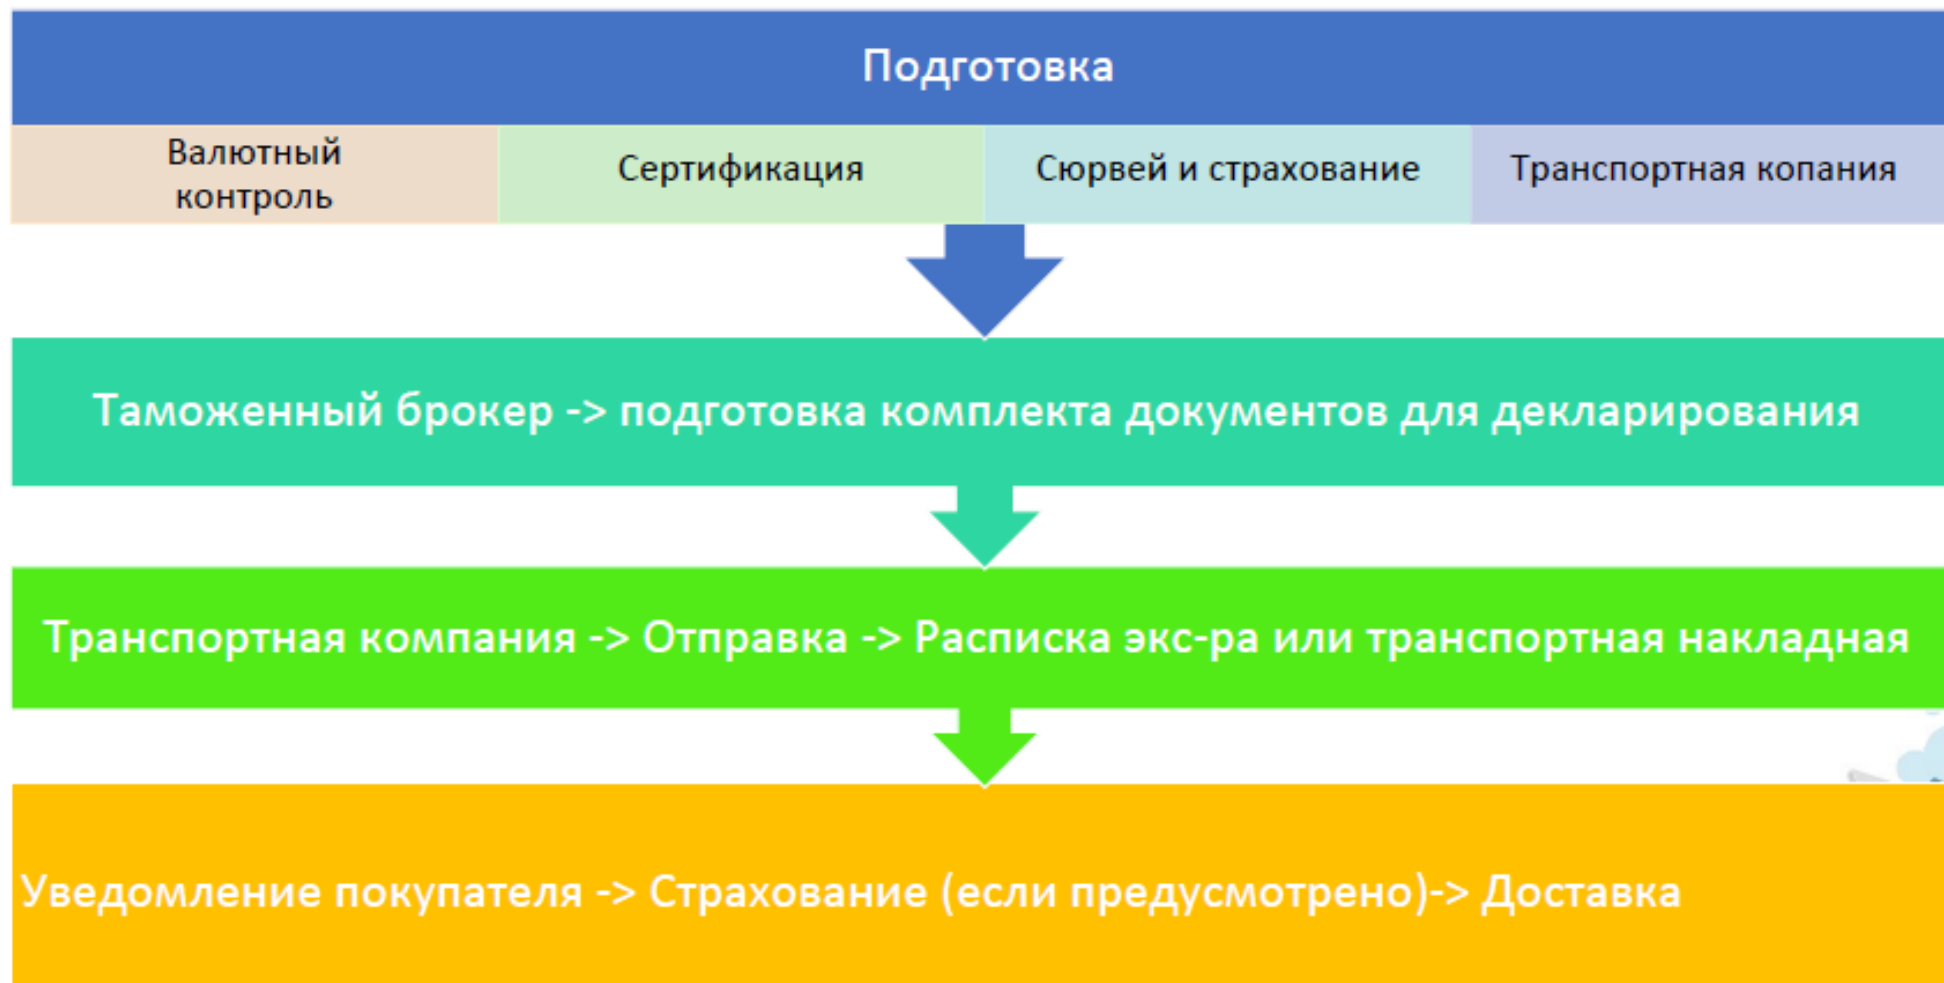 Подготовка
Валютный
контроль
Сертификация
Сюрвей и страхование
Транспортная копания
Таможенный брокер -> подготовка комплекта документов для декларирования
Транспортная компания -> Отправка -> Расписка экс-ра или транспортная накладная
Уведомление покупателя -> Страхование (если предусмотрено)-> Доставка